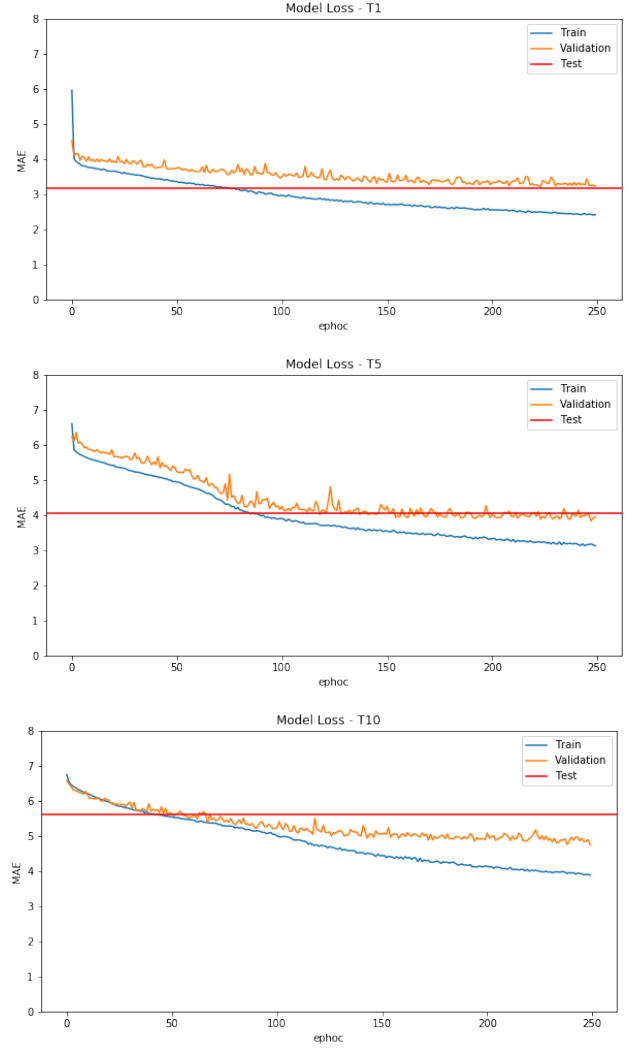 Model Loss - T1
8
7
6
5
4
3
2
1
0
MAE
Train
Validation
Test
0 50 100 150 200 250
ephoc
Model Loss - T5
8
7
6
5
4
3
2
1
0
MAE
Train
Validation
Test
0 50 100 150 200 250
ephoc
Model Loss - T10
8
7
6
5
4
3
2
1
0
MAE
Train
Validation
Test
0 50 100 150 200 250
ephoc